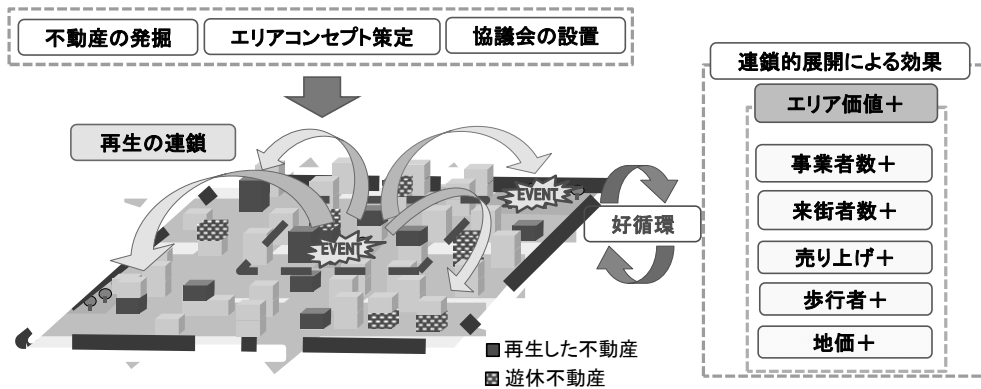 不動産の発掘
エリアコンセプト策定
協議会の設置
再生の連鎖
EVENT
EVENT
再生した不動産
遊休不動産
好循環
連鎖的展開による効果
エリア価値＋
事業者数＋
来街者数＋
売り上げ＋
歩行者＋
地価＋